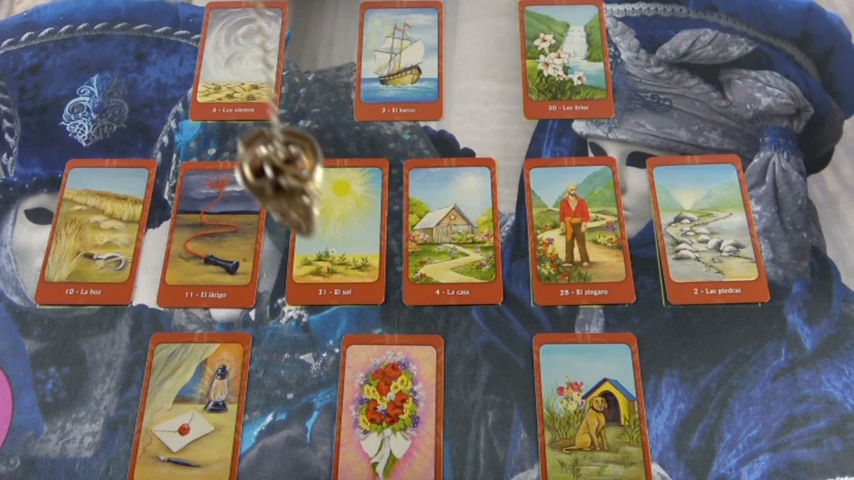 6 - Los vientos
3 - El barco
30 - Los lirios
10 - La hoz
11 - El látigo
31 - El sol
4 - La casa
28 - El zíngaro
2 - Las piedras